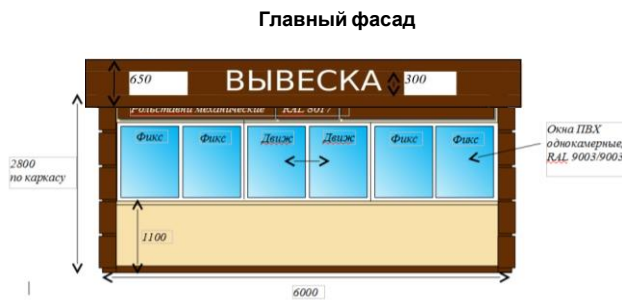 Главный фасад
650
ВЫВЕСКА
300
Рольставни механические RAL 8017
Фикс Фикс Движ Движ Фикс Фикс
Окна ПВХ
однокамерные,
RAL 9003/9003
2800
по каркасу
1100
6000